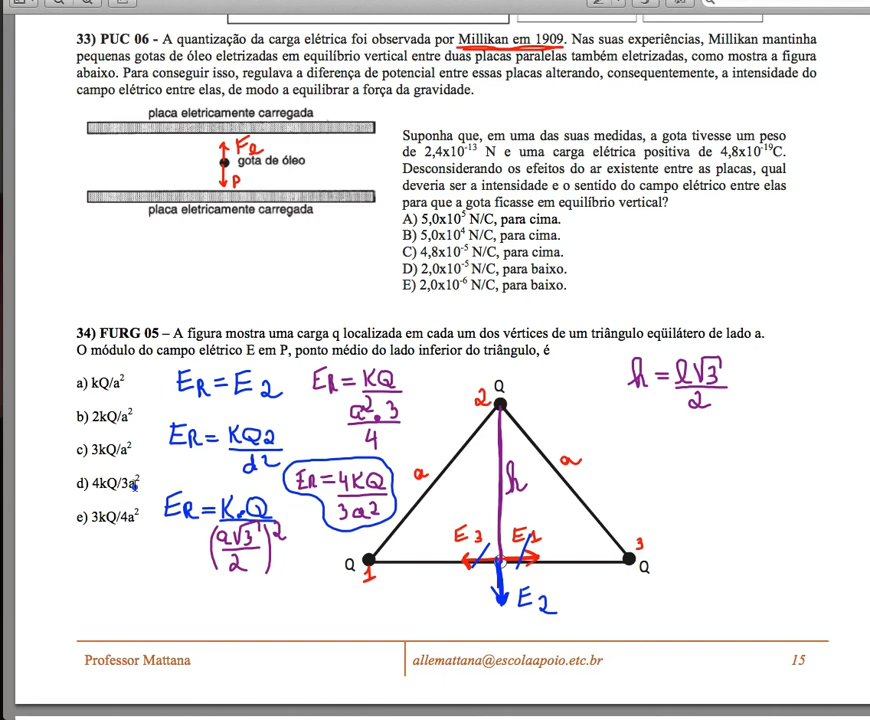 33) PUC 06 - A quantização da carga elétrica foi observada por Millikan em 1909. Nas suas experiências, Millikan mantinha
pequenas gotas de óleo eletrizadas em equilíbrio vertical entre duas placas paralelas também eletrizadas, como mostra a figura
abaixo. Para conseguir isso, regulava a diferença de potencial entre essas placas alterando, consequentemente, a intensidade do
campo elétrico entre elas, de modo a equilibrar a força da gravidade.
placa eletricamente carregada
Fe
gota de óleo
P
placa eletricamente carregada
Suponha que, em uma das suas medidas, a gota tivesse um peso
de 2,4x10⁻¹³ N e uma carga elétrica positiva de 4,8x10⁻¹⁹C.
Desconsiderando os efeitos do ar existente entre as placas, qual
deveria ser a intensidade e o sentido do campo elétrico entre elas
para que a gota ficasse em equilíbrio vertical?
A) 5,0x10⁵ N/C, para cima.
B) 5,0x10⁴ N/C, para cima.
C) 4,8x10⁻⁵ N/C, para cima.
D) 2,0x10⁻⁵ N/C, para baixo.
E) 2,0x10⁻⁶ N/C, para baixo.
34) FURG 05 – A figura mostra uma carga q localizada em cada um dos vértices de um triângulo eqüilátero de lado a.
O módulo do campo elétrico E em P, ponto médio do lado inferior do triângulo, é
a) kQ/a²
b) 2kQ/a²
c) 3kQ/a²
d) 4kQ/3a²
e) 3kQ/4a²
ER = E2
ER = KQ2
d2
ER = K.Q
(a√3
2)2
ER = KQ
a2.3
4
ER = 4KQ
3a2
h = l√3
2
Q
2
a
a
h
E3
E1
3
Q
Q
1
E2
Professor Mattana
allemattana@escolaapoio.etc.br
15